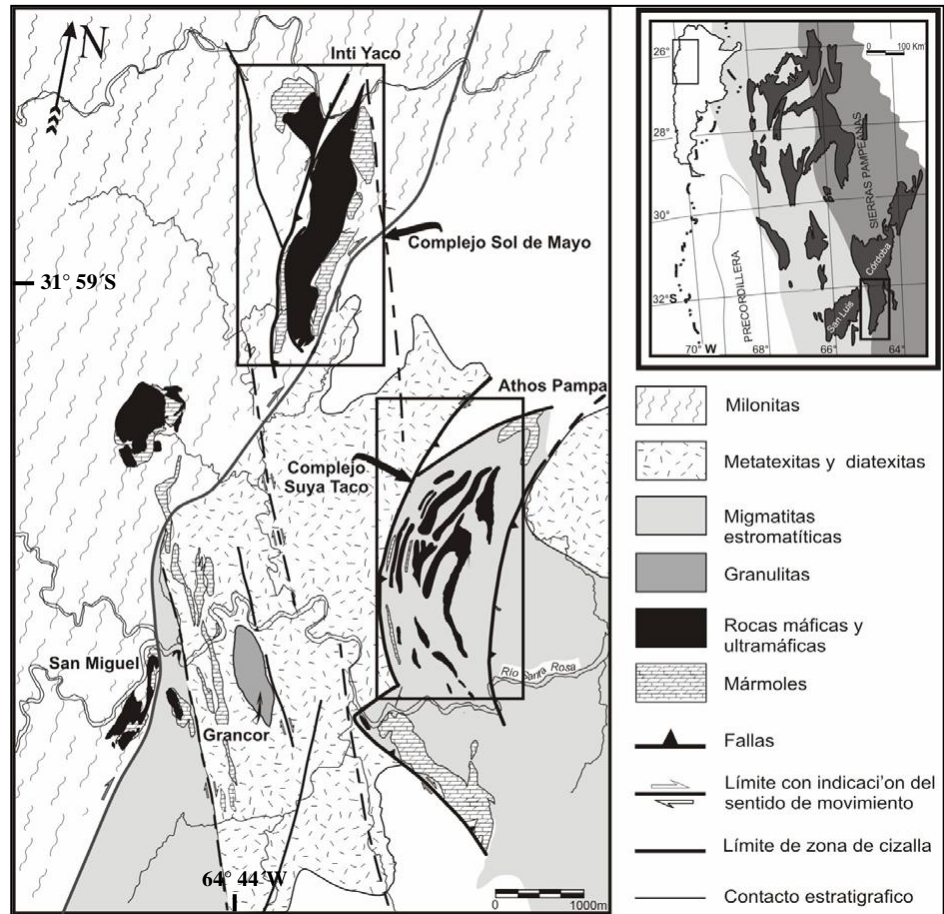 N
Inti Yaco
Complejo Sol de Mayo
31° 59´S
Athos Pampa
Complejo
Suya Taco
San Miguel
Grancor
Río Santa Rosa
64° 44´W
0 1000m
26°
28°
30°
32° S
70° W 68° 66° 64°
0 100 Km
PRECORDILLERA
SIERRAS PAMPEANAS
Córdoba
San Luis
Milonitas
Metatexitas y diatexitas
Migmatitas
estromatíticas
Granulitas
Rocas máficas y
ultramáficas
Mármoles
Fallas
Límite con indicaci'on del
sentido de movimiento
Límite de zona de cizalla
Contacto estratigrafico